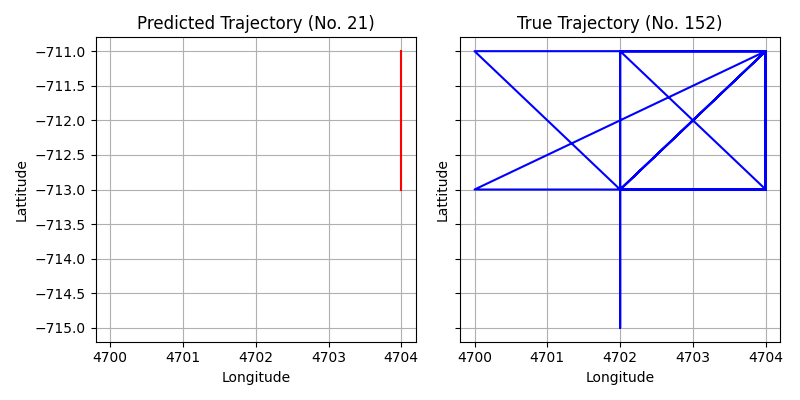 Predicted Trajectory (No. 21)
True Trajectory (No. 152)
−711.0
−711.5
−712.0
−712.5
−713.0
−713.5
−714.0
−714.5
−715.0
Lattitude
Lattitude
4700 4701 4702 4703 4704
4700 4701 4702 4703 4704
Longitude
Longitude